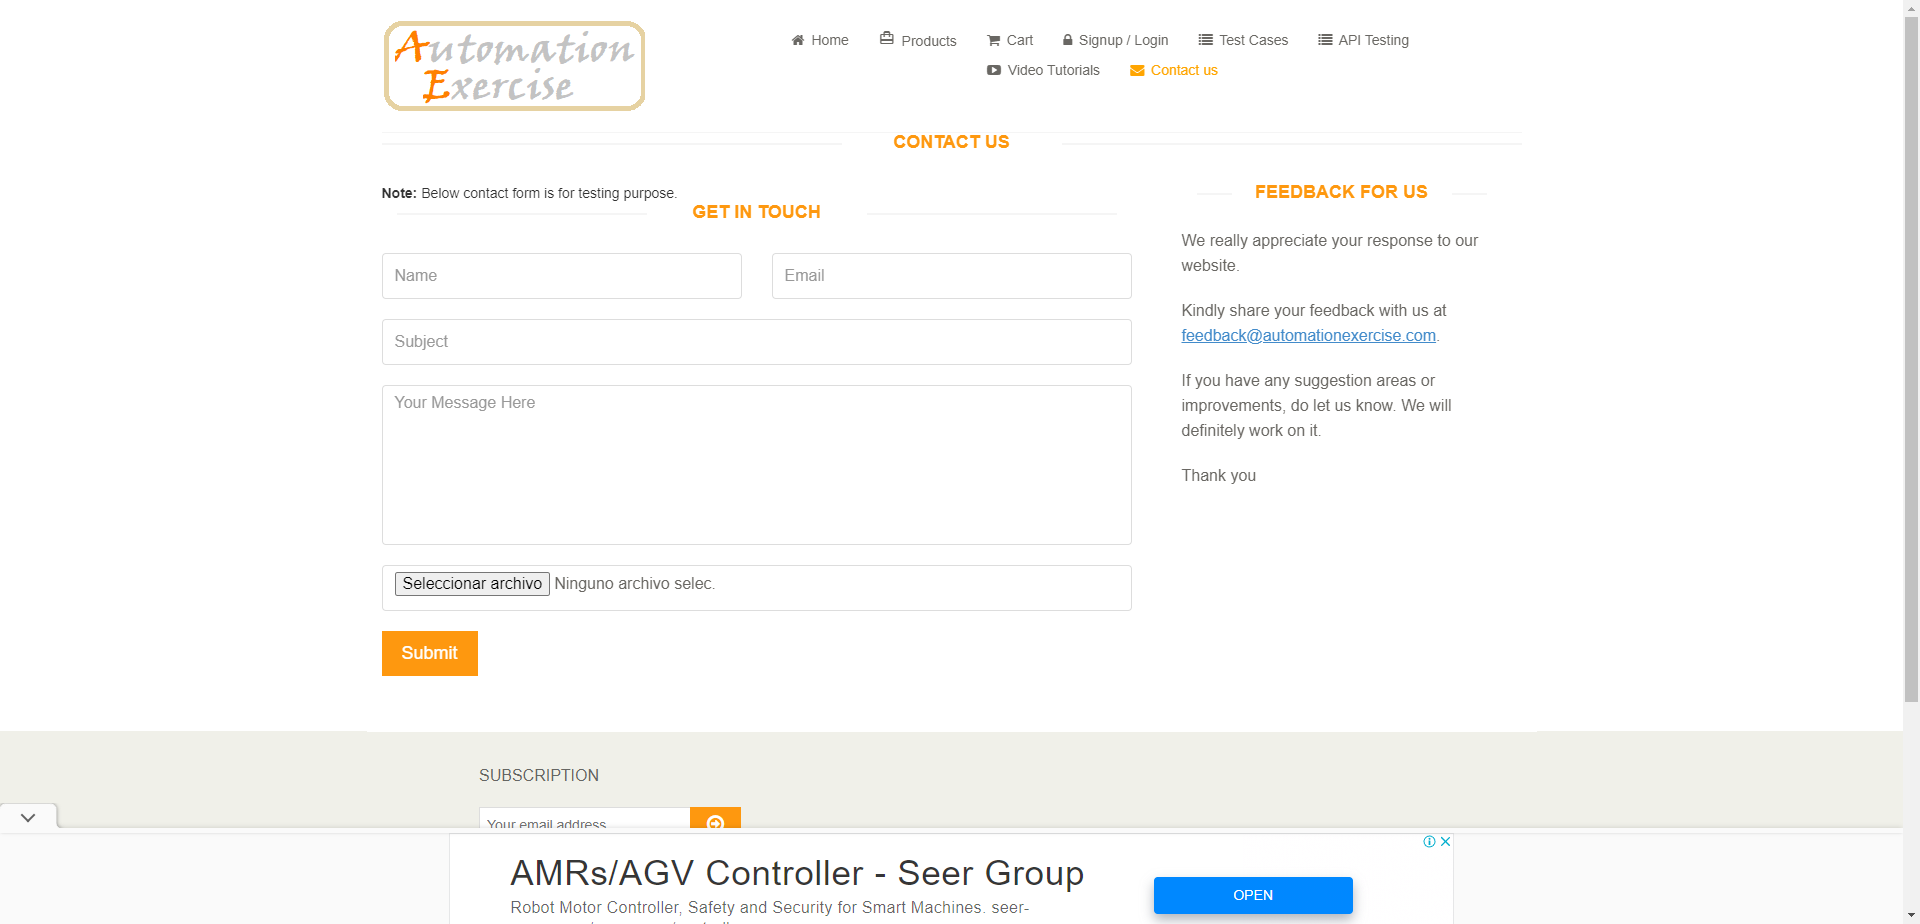 Automation
Exercise
Home
Products
Cart
Signup / Login
Test Cases
API Testing
Video Tutorials
Contact us
CONTACT US
Note: Below contact form is for testing purpose.
GET IN TOUCH
Name
Email
Subject
Your Message Here
Seleccionar archivo Ninguno archivo selec.
Submit
FEEDBACK FOR US
We really appreciate your response to our
website.
Kindly share your feedback with us at
feedback@automationexercise.com.
If you have any suggestion areas or
improvements, do let us know. We will
definitely work on it.
Thank you
SUBSCRIPTION
Your email address
AMRs/AGV Controller - Seer Group
Robot Motor Controller, Safety and Security for Smart Machines. seer-
OPEN